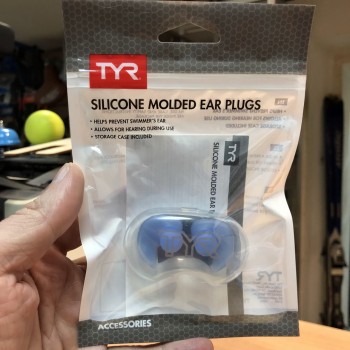 TYR
SILICONE MOLDED EAR PLUGS
• HELPS PREVENT SWIMMER'S EAR
• ALLOWS FOR HEARING DURING USE
• STORAGE CASE INCLUDED
TYR
SILICONE MOLDED EAR
TYR
ACCESSORIES